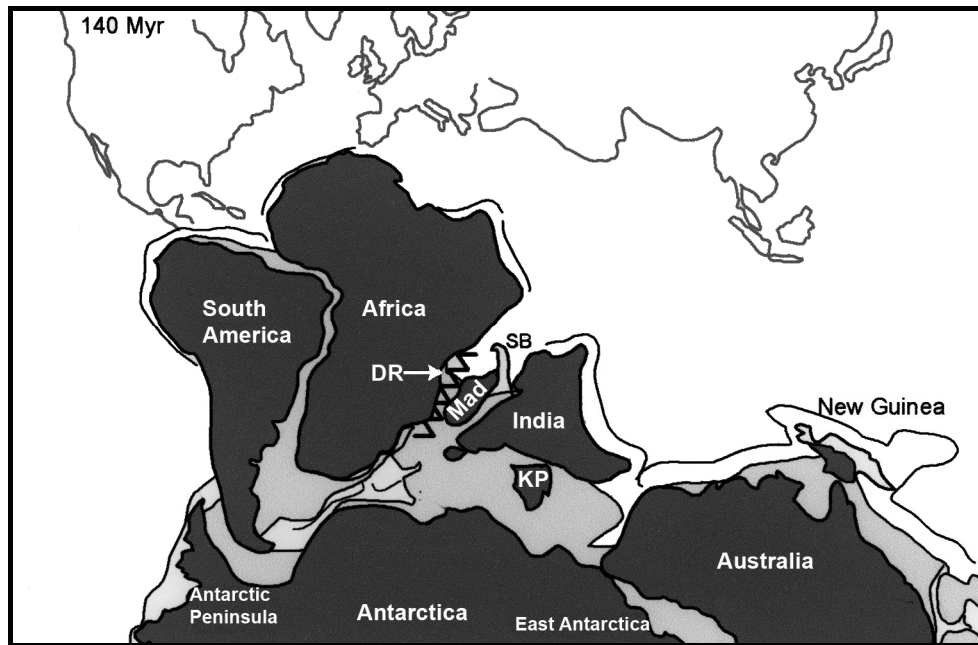 140 Myr
South
America
Africa
SB
DR
Mad
India
New Guinea
KP
Australia
Antarctic
Peninsula
Antarctica
East Antarctica